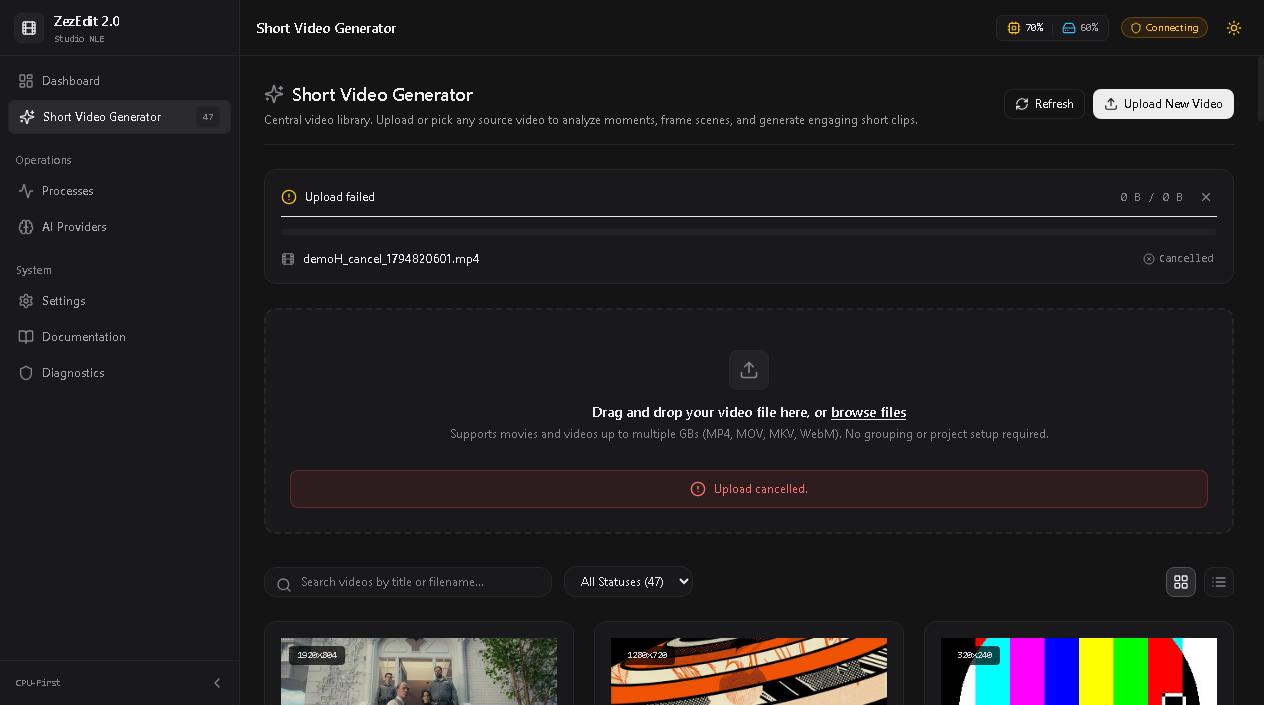 ZezEdit 2.0
Studio NLE
Short Video Generator
70%
60%
Connecting
Dashboard
Short Video Generator
47
Operations
Processes
AI Providers
System
Settings
Documentation
Diagnostics
CPU-First
Short Video Generator
Central video library. Upload or pick any source video to analyze moments, frame scenes, and generate engaging short clips.
Refresh
Upload New Video
Upload failed
0 B / 0 B
demoH_cancel_1794820601.mp4
Cancelled
Drag and drop your video file here, or browse files
Supports movies and videos up to multiple GBs (MP4, MOV, MKV, WebM). No grouping or project setup required.
Upload cancelled.
Search videos by title or filename...
All Statuses (47)
1920x804
1280x720
320x240